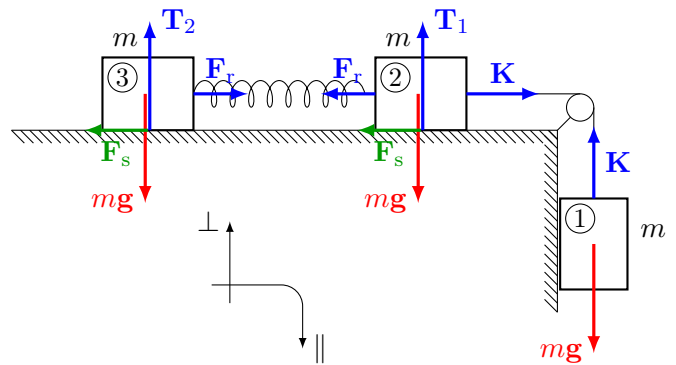 T₂ T₁
m m
③ Fᵣ Fᵣ ② K
Fₛ Fₛ
K
mg mg
① m
⊥
mg
∥